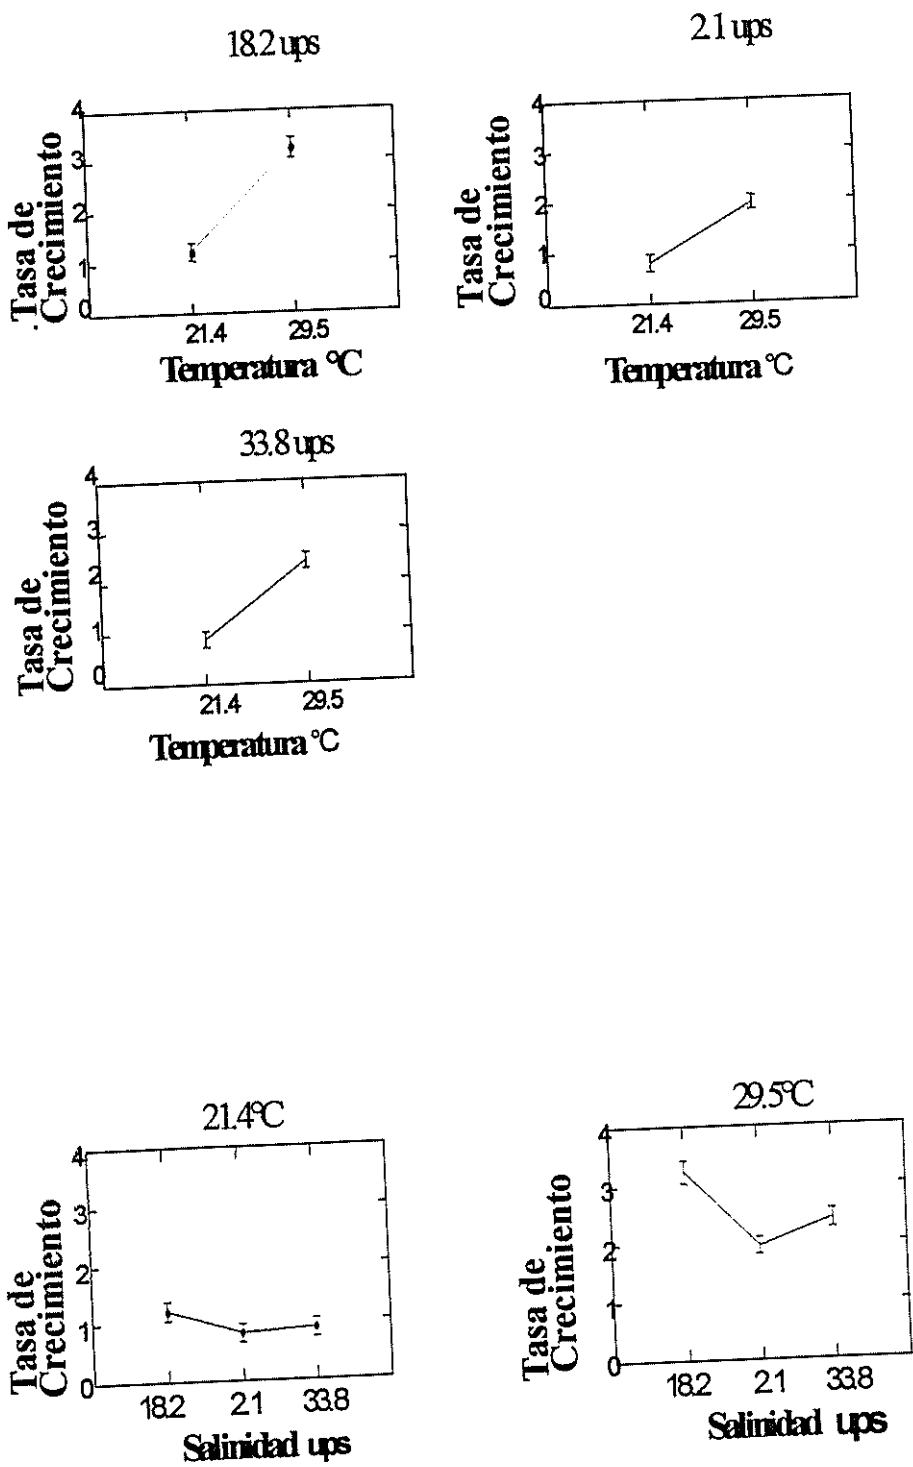 18.2 ups
4
3
2
1
0
Tasa de
Crecimiento
21.4 29.5
Temperatura °C
2.1 ups
4
3
2
1
0
Tasa de
Crecimiento
21.4 29.5
Temperatura °C
33.8 ups
4
3
2
1
0
Tasa de
Crecimiento
21.4 29.5
Temperatura °C
21.4°C
4
3
2
1
0
Tasa de
Crecimiento
18.2 2.1 33.8
Salinidad ups
29.5°C
4
3
2
1
0
Tasa de
Crecimiento
18.2 2.1 33.8
Salinidad ups